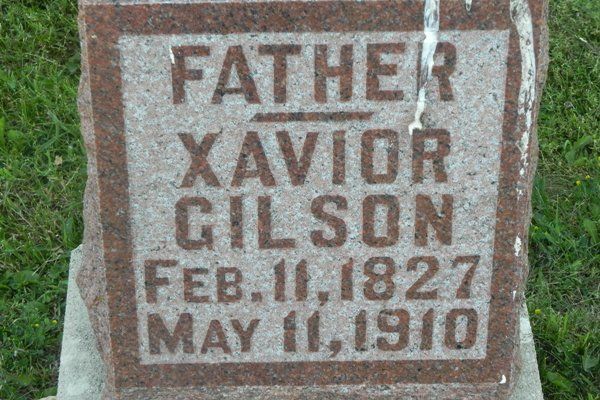 FATHER
XAVIOR
GILSON
FEB. 11, 1827
MAY 11, 1910